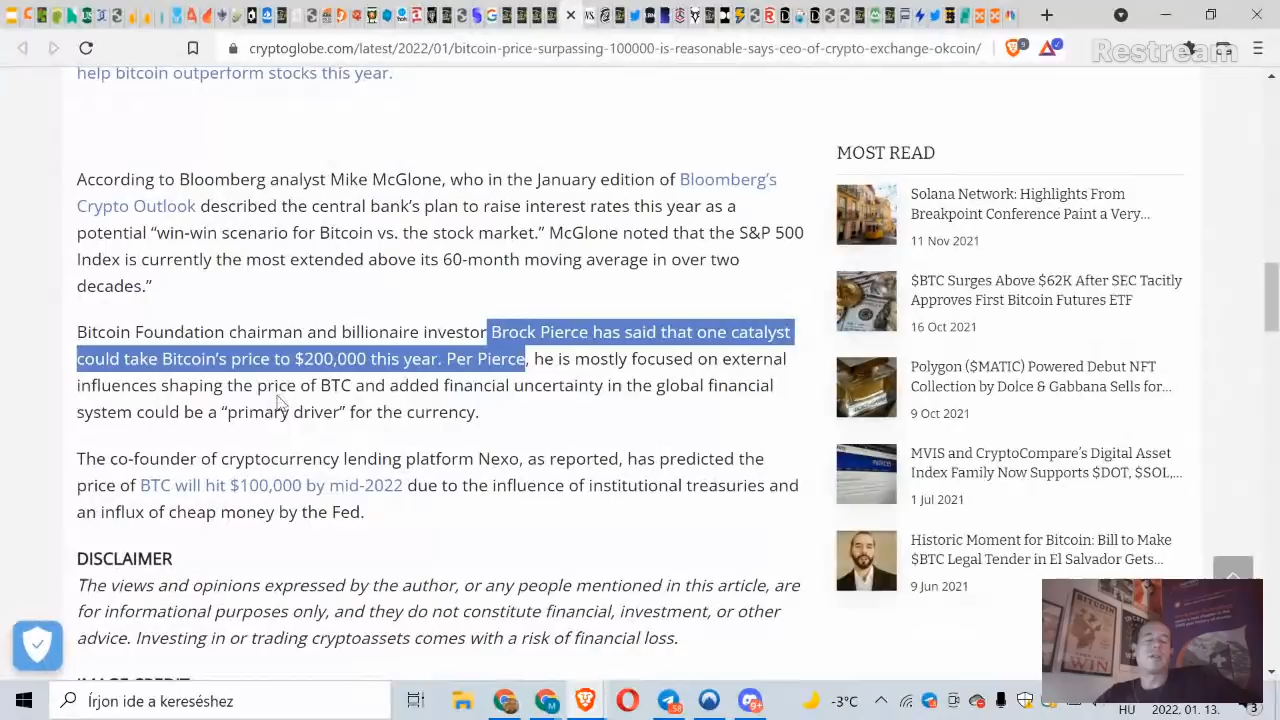 cryptoglobe.com/latest/2022/01/bitcoin-price-surpassing-100000-is-reasonable-says-ceo-of-crypto-exchange-okcoin/
Restream
help bitcoin outperform stocks this year.
According to Bloomberg analyst Mike McGlone, who in the January edition of Bloomberg's
Crypto Outlook described the central bank's plan to raise interest rates this year as a
potential “win-win scenario for Bitcoin vs. the stock market.” McGlone noted that the S&P 500
Index is currently the most extended above its 60-month moving average in over two
decades.”
Bitcoin Foundation chairman and billionaire investor Brock Pierce has said that one catalyst
could take Bitcoin's price to $200,000 this year. Per Pierce, he is mostly focused on external
influences shaping the price of BTC and added financial uncertainty in the global financial
system could be a “primary driver” for the currency.
The co-founder of cryptocurrency lending platform Nexo, as reported, has predicted the
price of BTC will hit $100,000 by mid-2022 due to the influence of institutional treasuries and
an influx of cheap money by the Fed.
DISCLAIMER
The views and opinions expressed by the author, or any people mentioned in this article, are
for informational purposes only, and they do not constitute financial, investment, or other
advice. Investing in or trading cryptoassets comes with a risk of financial loss.
IMAGE CREDIT
MOST READ
Solana Network: Highlights From
Breakpoint Conference Paint a Very...
11 Nov 2021
$BTC Surges Above $62K After SEC Tacitly
Approves First Bitcoin Futures ETF
16 Oct 2021
Polygon ($MATIC) Powered Debut NFT
Collection by Dolce & Gabbana Sells for...
9 Oct 2021
MVIS and CryptoCompare's Digital Asset
Index Family Now Supports $DOT, $SOL,...
1 Jul 2021
Historic Moment for Bitcoin: Bill to Make
$BTC Legal Tender in El Salvador Gets...
9 Jun 2021
BITCOIN
WIN
Írjon ide a kereséshez
-3°C
HU
2022. 01. 13.